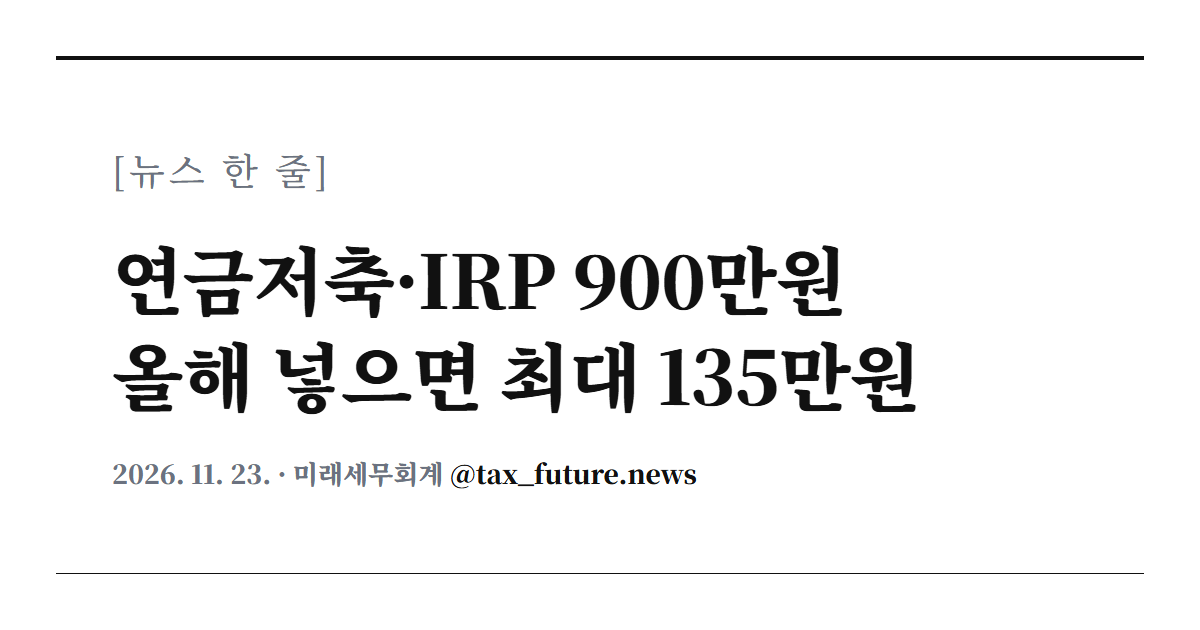 [뉴스 한 줄]
연금저축·IRP 900만원
올해 넣으면 최대 135만원
2026. 11. 23. · 미래세무회계 @tax_future.news